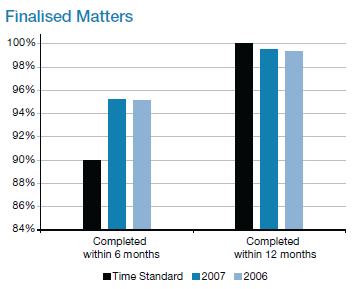 Finalised Matters
100%
98%
96%
94%
92%
90%
88%
86%
84%
Completed
within 6 months
Completed
within 12 months
Time Standard 2007 2006